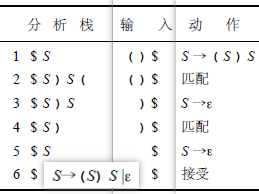 分 析 栈 输 入 动 作
1 $ S ( ) $ S → ( S ) S
2 $ S ) S ( ( ) $ 匹配
3 $ S ) S ) $ S→ε
4 $ S ) ) $ 匹配
5 $ S $ S→ε
6 $ 接受
S→ (S) S |ε